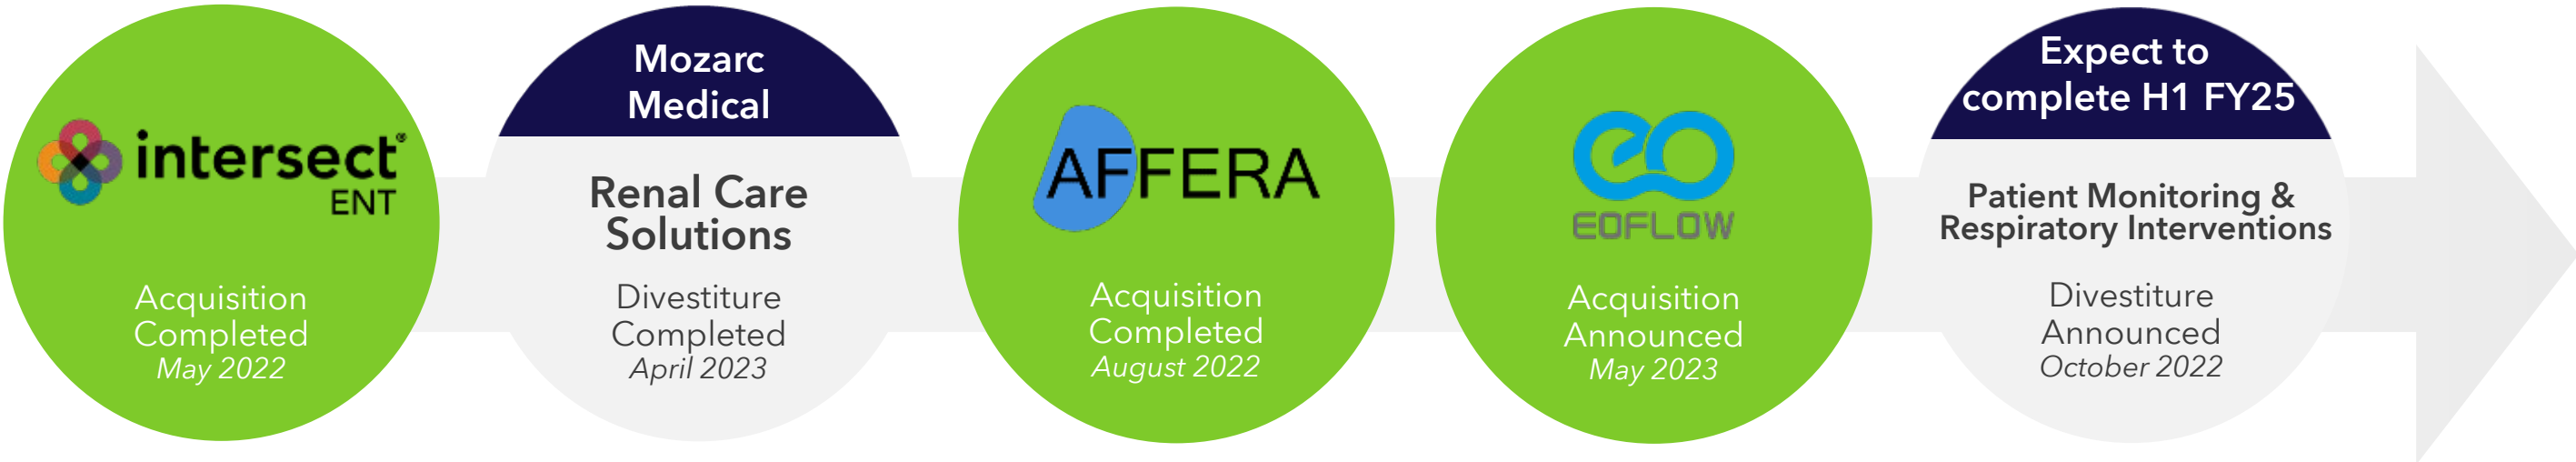 intersect®
ENT
Acquisition
Completed
May 2022
Mozarc
Medical
Renal Care
Solutions
Divestiture
Completed
April 2023
AFFERA
Acquisition
Completed
August 2022
EOFLOW
Acquisition
Announced
May 2023
Expect to
complete H1 FY25
Patient Monitoring &
Respiratory Interventions
Divestiture
Announced
October 2022